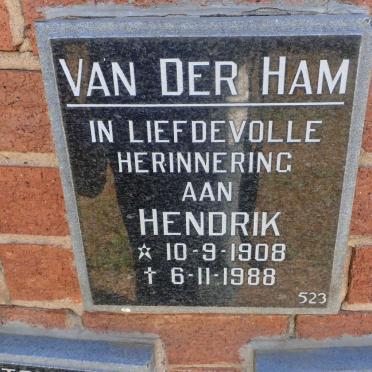 VAN DER HAM
IN LIEFDEVOLLE
HERINNERING
AAN
HENDRIK
☆ 10-9-1908
✝ 6-11-1988
523